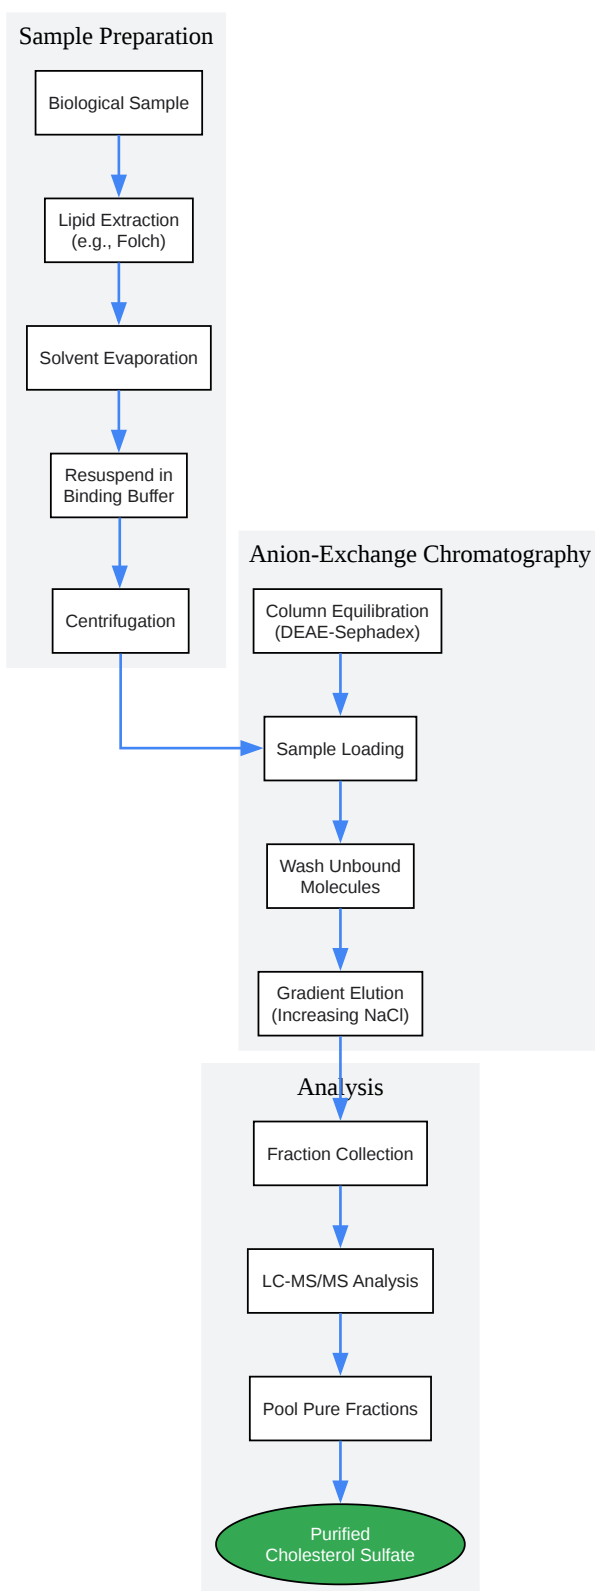 Sample Preparation
Biological Sample
Lipid Extraction
(e.g., Folch)
Solvent Evaporation
Resuspend in
Binding Buffer
Centrifugation
Anion-Exchange Chromatography
Column Equilibration
(DEAE-Sephadex)
Sample Loading
Wash Unbound
Molecules
Gradient Elution
(Increasing NaCl)
Analysis
Fraction Collection
LC-MS/MS Analysis
Pool Pure Fractions
Purified
Cholesterol Sulfate